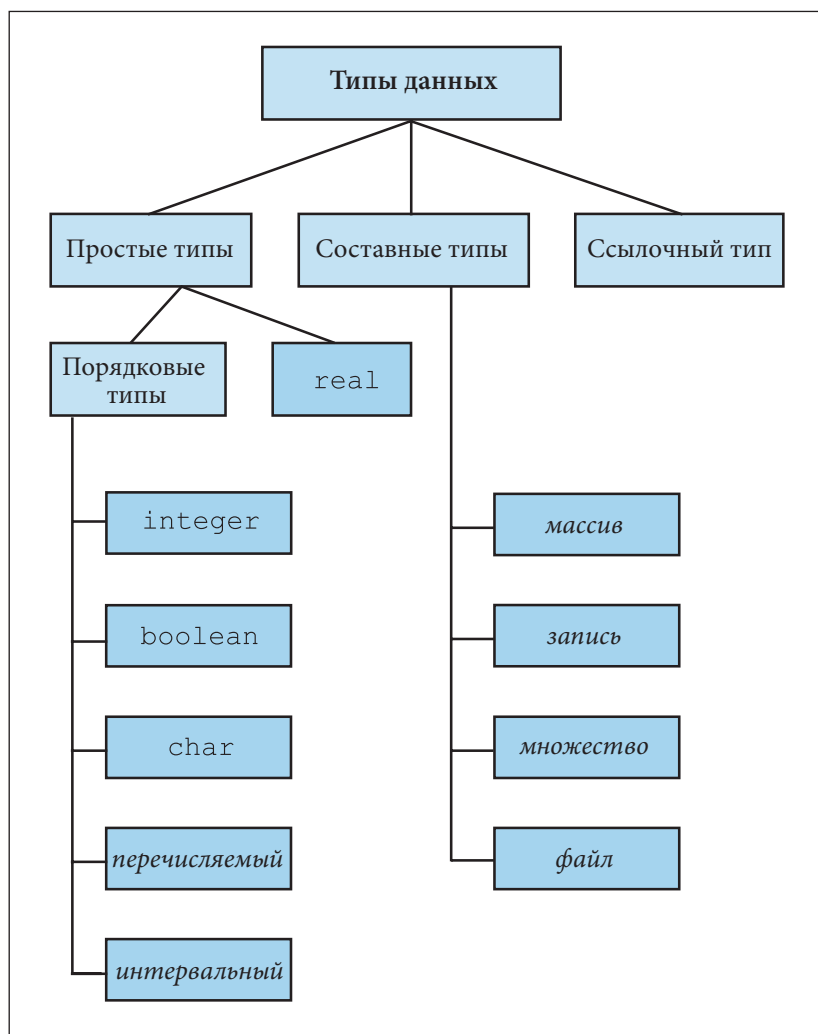 Типы данных
Простые типы
Составные типы
Ссылочный тип
Порядковые
типы
real
integer
boolean
char
перечисляемый
интервальный
массив
запись
множество
файл